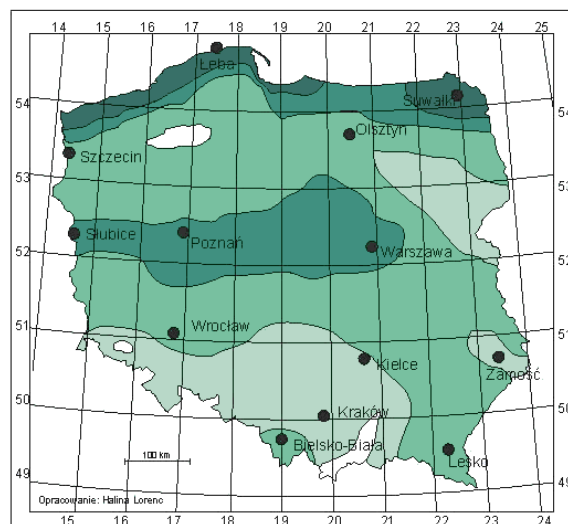 14 15 16 17 18 19 20 21 22 23 24 25
Łeba
54
Suwałki
54
Olsztyn
Szczecin
53
53
Słubice
Poznań
Warszawa
52
52
51
Wrocław
51
Kielce
Zamość
50
Kraków
50
Bielsko-Biała
Lesko
100 km
49
49
Opracowanie: Halina Lorenc
15 16 17 18 19 20 21 22 23 24